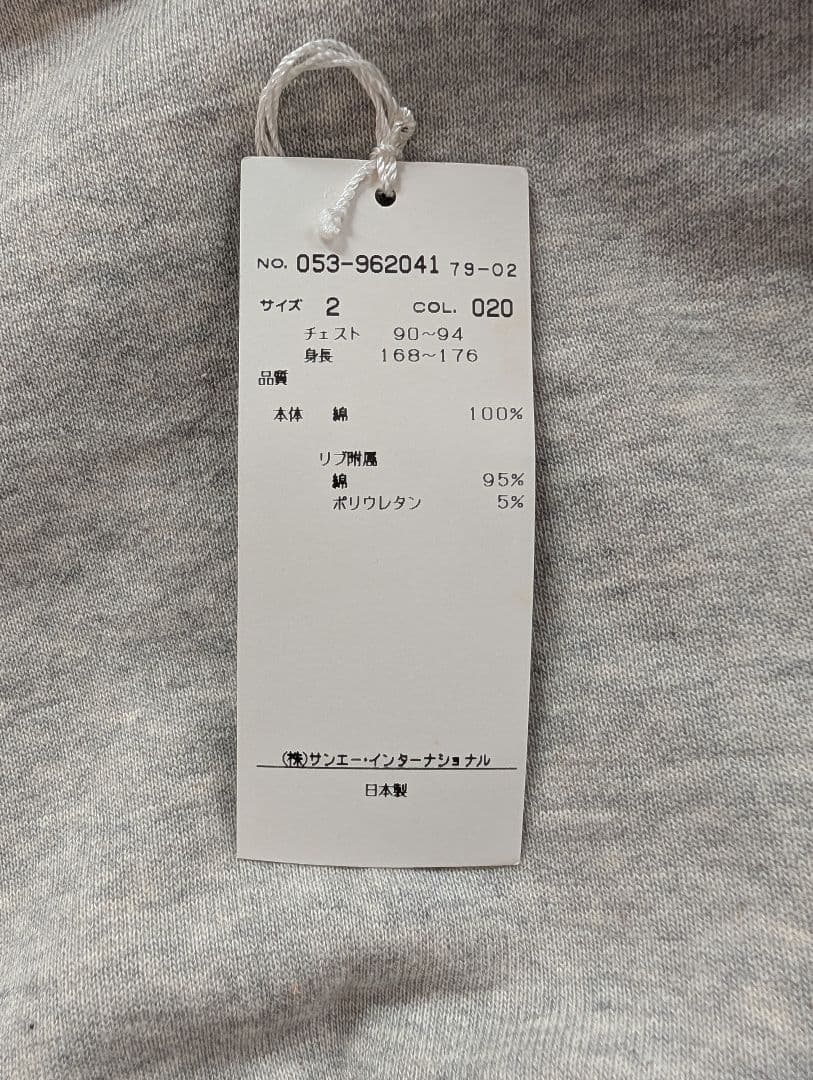 NO. 053-962041 79-02
サイズ 2 COL. 020
チェスト 90~94
身長 168~176
品質
本体 綿 100%
リブ附属
綿 95%
ポリウレタン 5%
(株)サンエー・インターナショナル
日本製